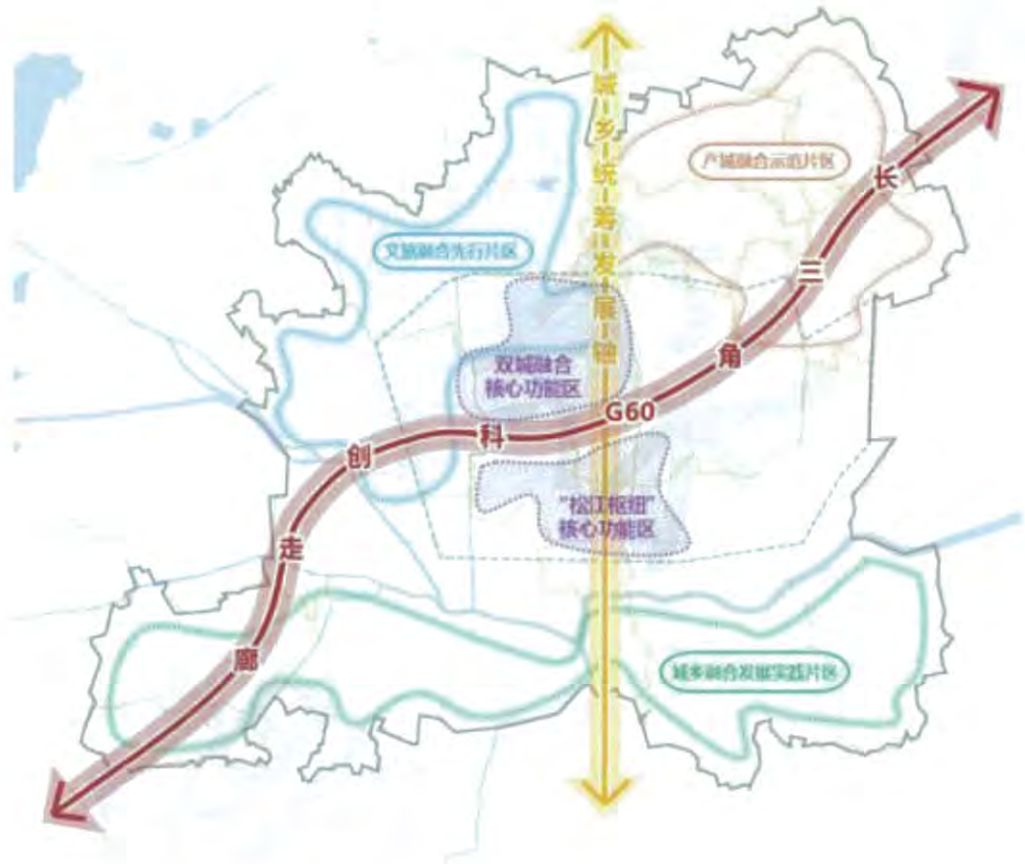 城乡统筹发展轴
产城融合示范片区
文旅融合先行片区
双城融合
核心功能区
长三角G60科创走廊
“松江枢纽”
核心功能区
城乡融合发展实践片区